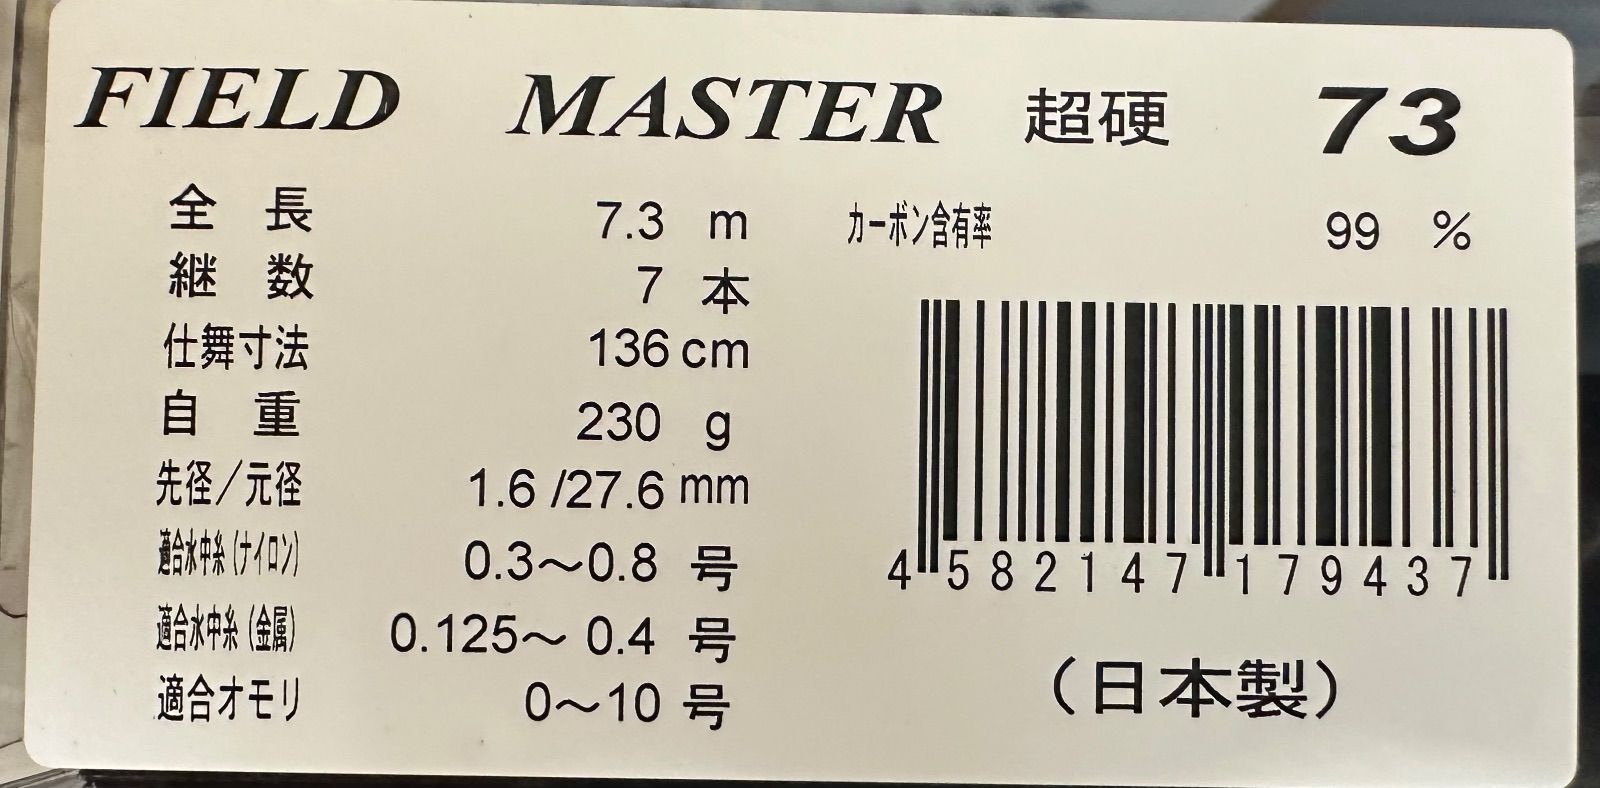 FIELD MASTER 超硬 73
全長 7.3 m
継数 7 本
仕舞寸法 136cm
自重 230 g
先径/元径 1.6 /27.6 mm
適合水中糸(ナイロン) 0.3〜0.8 号
適合水中糸(金属) 0.125〜 0.4 号
適合オモリ 0〜10 号
カーボン含有率 99 %
4 582147 179437
(日本製)